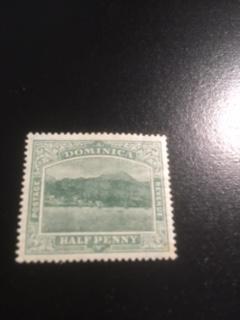 DOMINICA
POSTAGE
REVENUE
HALF PENNY